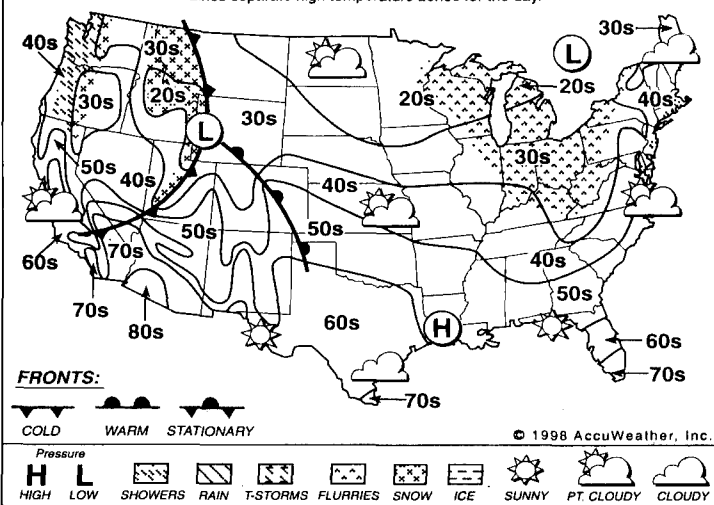 Lines separate high temperature zones for the day.
30s
40s
30s
L
20s
20s
40s
30s
20s
L
30s
30s
50s
40s
40s
50s
50s
70s
60s
40s
50s
70s
80s
60s
H
60s
70s
70s
FRONTS:
COLD WARM STATIONARY
© 1998 AccuWeather, Inc.
Pressure
H L
HIGH LOW SHOWERS RAIN T-STORMS FLURRIES SNOW ICE SUNNY PT. CLOUDY CLOUDY